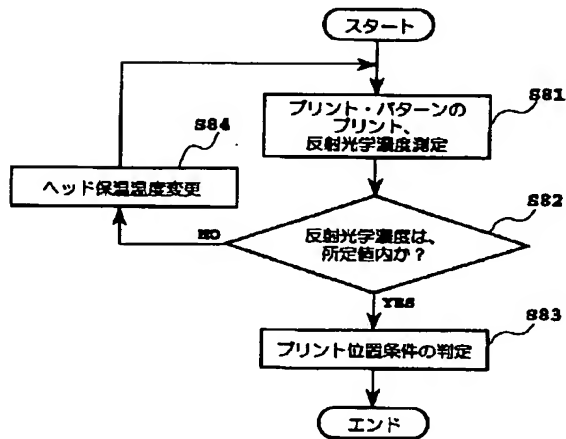 スタート
S81
プリント・パターンの
プリント、
反射光学濃度測定
S84
ヘッド保温温度変更
S82
NO
反射光学濃度は、
所定値内か?
YES
S83
プリント位置条件の判定
エンド